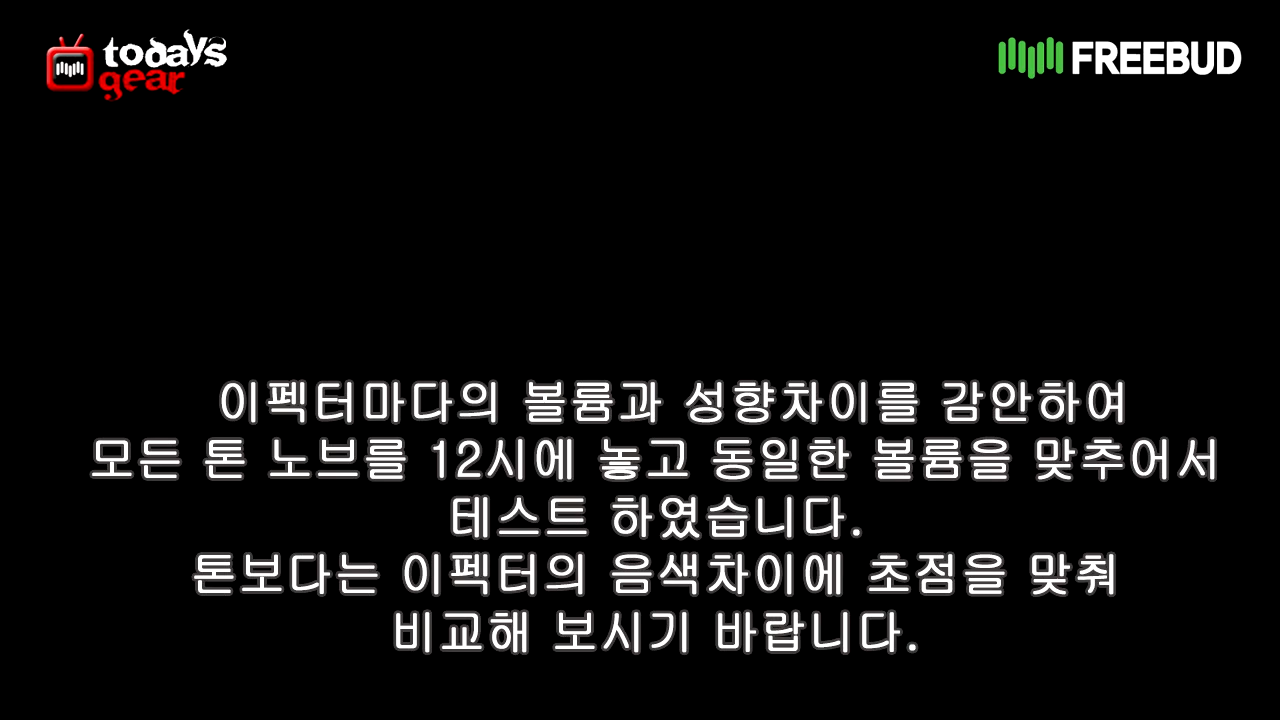 todays
gear
FREEBUD
이펙터마다의 볼륨과 성향차이를 감안하여
모든 톤 노브를 12시에 놓고 동일한 볼륨을 맞추어서
테스트 하였습니다.
톤보다는 이펙터의 음색차이에 초점을 맞춰
비교해 보시기 바랍니다.